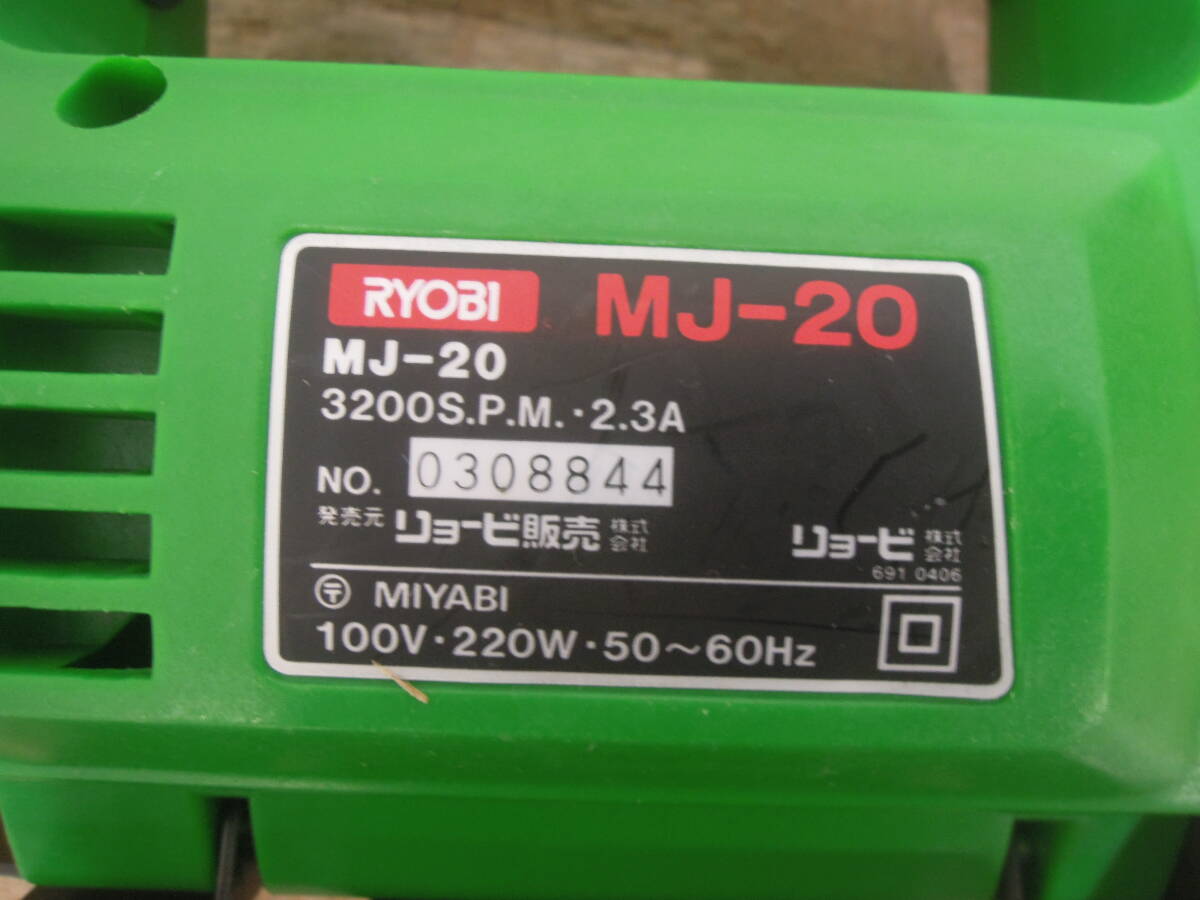 RYOBI MJ-20
MJ-20
3200S.P.M.・2.3A
NO. 0308844
発売元 リョービ販売 株式会社 リョービ 株式会社
691 0406
〶 MIYABI
100V・220W・50～60Hz